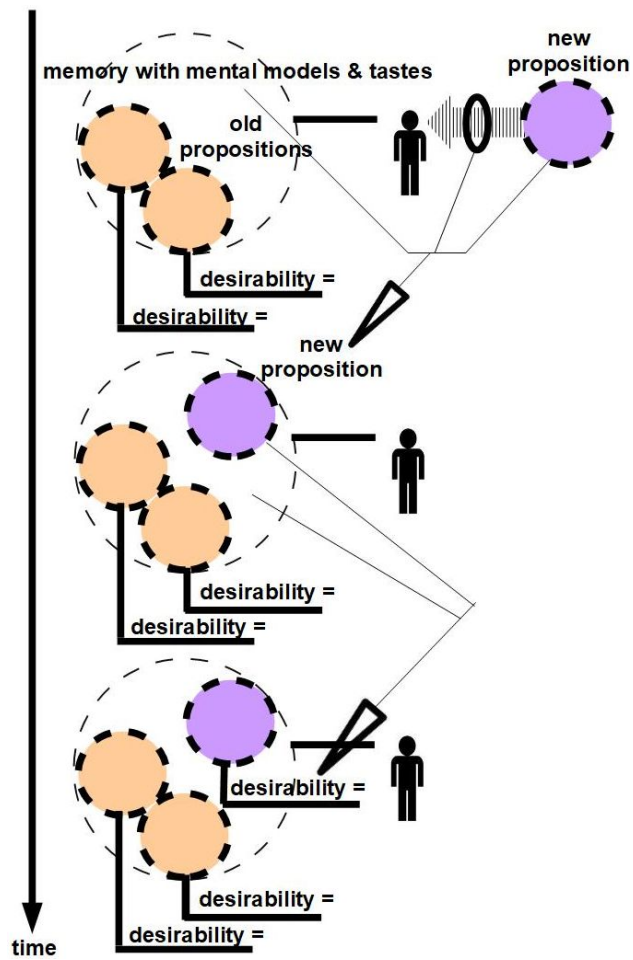 new
proposition
memory with mental models & tastes
old
propositions
desirability =
desirability =
new
proposition
desirability =
desirability =
desirability =
desirability =
desirability =
time